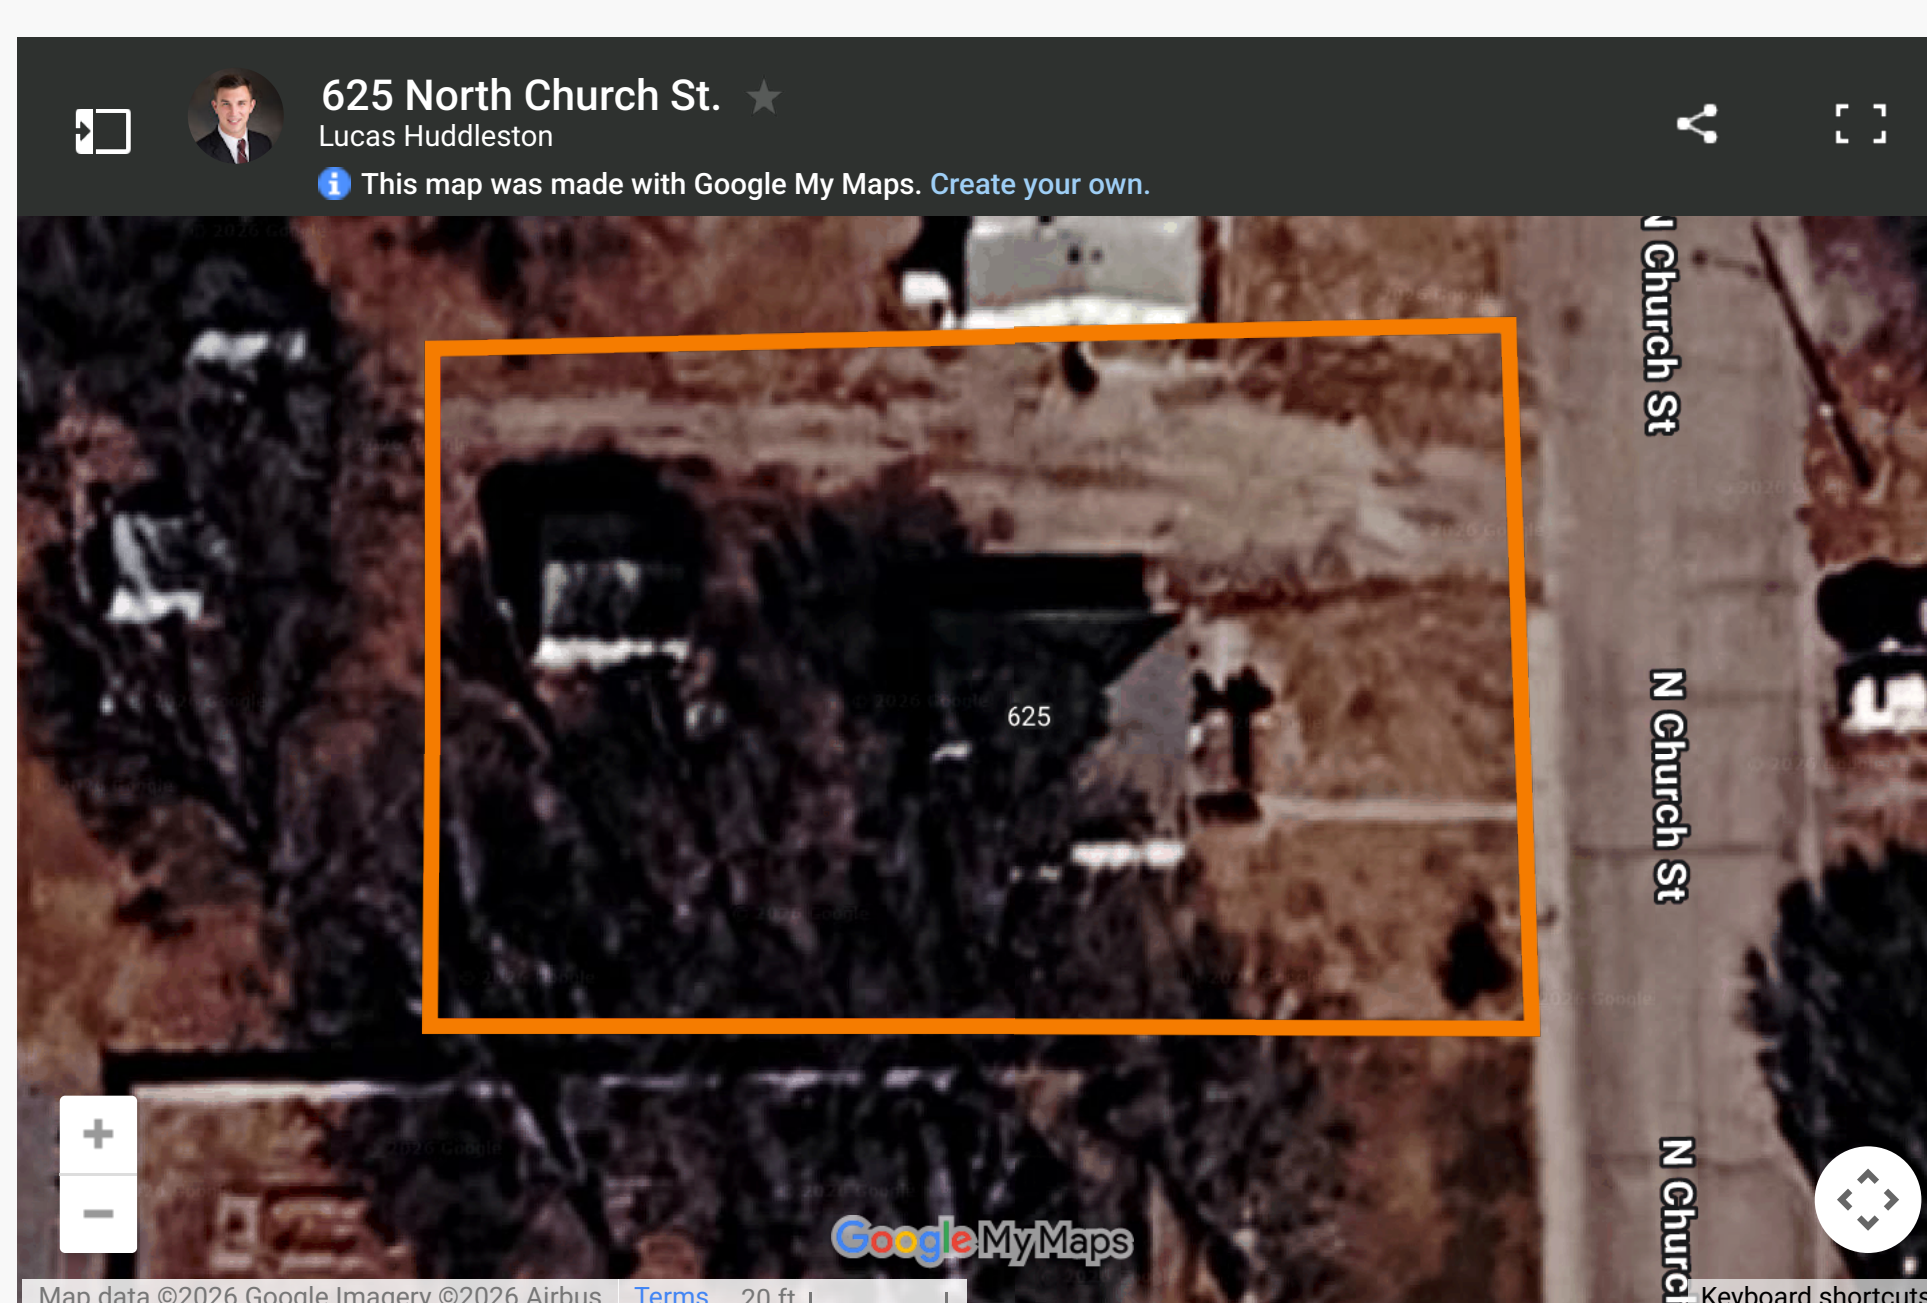 625 North Church St.
Lucas Huddleston
This map was made with Google My Maps. Create your own.
N Church St
625
N Church St
N Church
Google My Maps
Map data ©2026 Google Imagery ©2026 Airbus
Terms
20 ft
Keyboard shortcuts